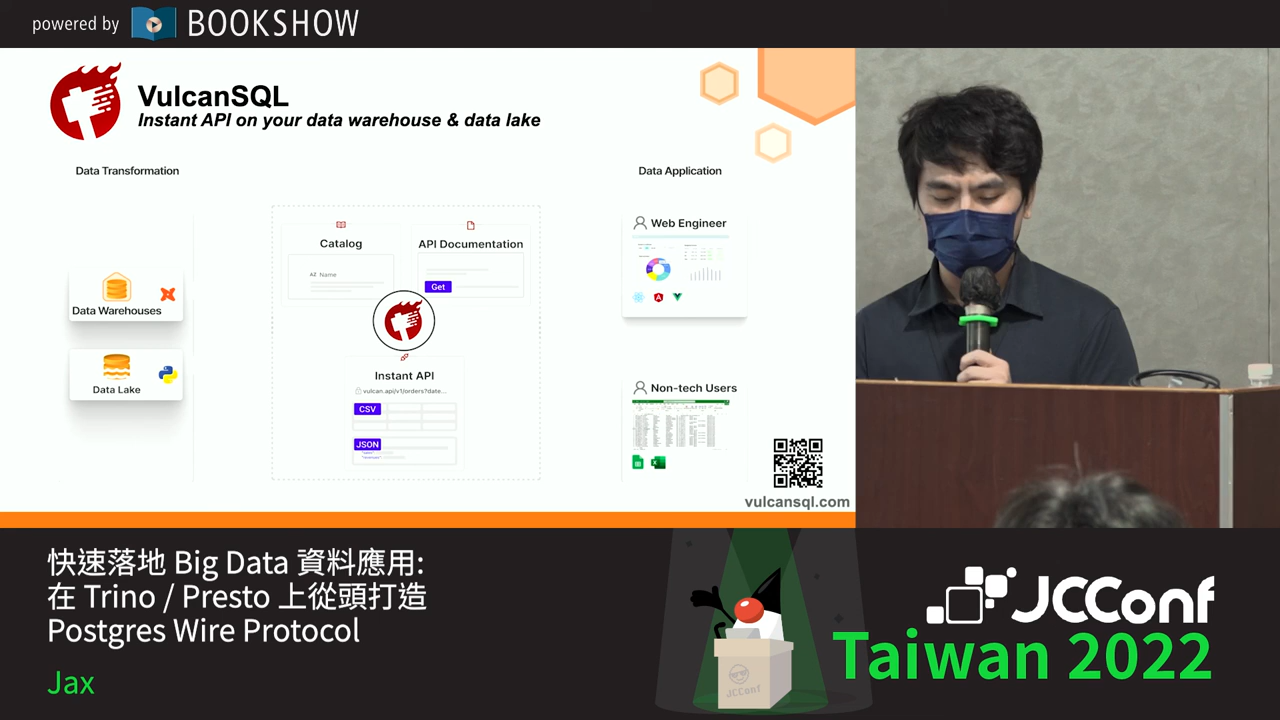 powered by BOOKSHOW
VulcanSQL
Instant API on your data warehouse & data lake
Data Transformation
Data Application
Catalog
API Documentation
Name
Get
Data Warehouses
Data Lake
Instant API
vulcan.api/v1/orders?date...
CSV
JSON
Web Engineer
Non-tech Users
vulcansql.com
快速落地 Big Data 資料應用:
在 Trino / Presto 上從頭打造
Postgres Wire Protocol
Jax
JCConf
JCConf
Taiwan 2022